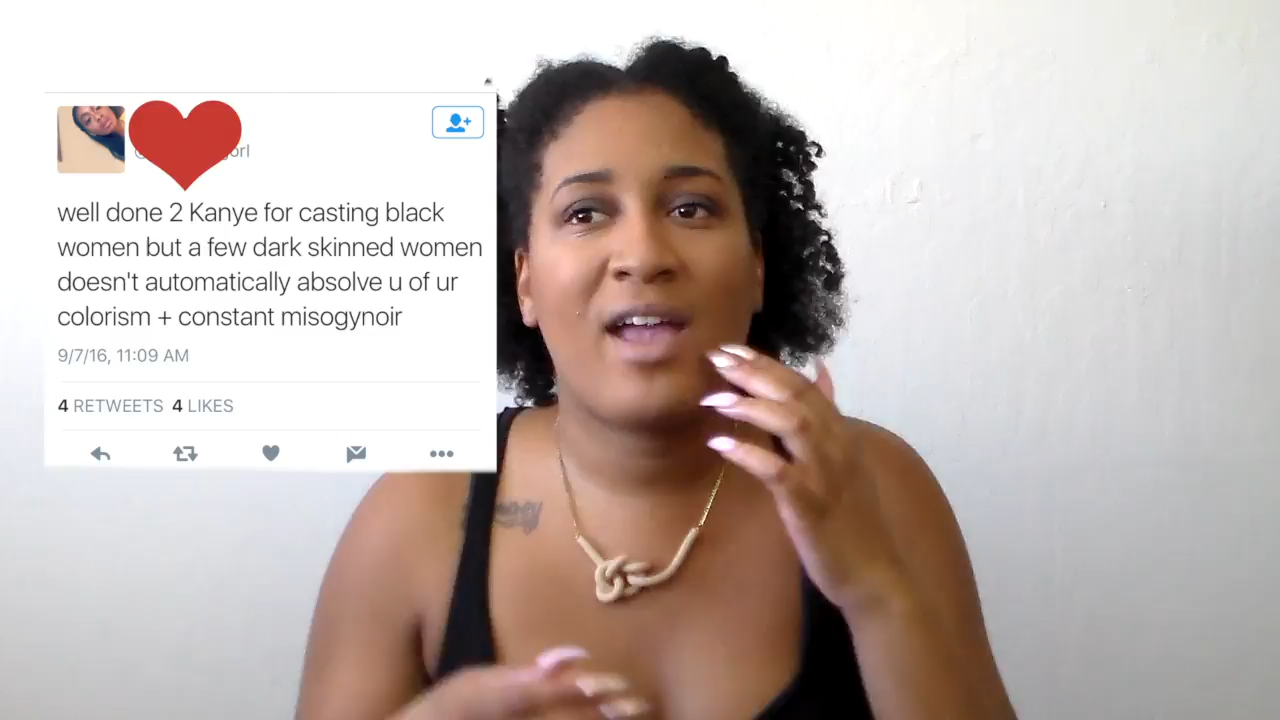 orl
well done 2 Kanye for casting black
women but a few dark skinned women
doesn't automatically absolve u of ur
colorism + constant misogynoir
9/7/16, 11:09 AM
4 RETWEETS 4 LIKES